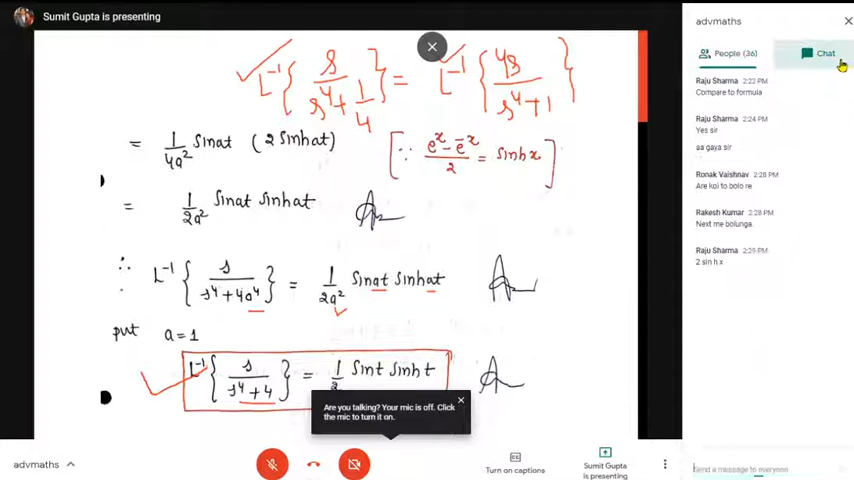 Sumit Gupta is presenting
L⁻¹ { s / s⁴ + 1/4 } = L⁻¹ { 4s / s⁴ + 1 }
= 1/4a² Sinat ( 2 Sinhat ) [ ∵ eˣ - e⁻ˣ / 2 = sinhx ]
= 1/2a² Sinat Sinhat
∴ L⁻¹ { s / s⁴ + 4a⁴ } = 1/2a² Sinat Sinhat
put a = 1
L⁻¹ { s / s⁴ + 4 } = 1/2 Sint Sinht
Are you talking? Your mic is off. Click
the mic to turn it on.
advmaths
Turn on captions
Sumit Gupta
is presenting
advmaths
People (36)
Chat
Raju Sharma 2:22 PM
Compare to formula
Raju Sharma 2:24 PM
Yes sir
aa gaya sir
Ronak Vaishnav 2:28 PM
Are koi to bolo re
Rakesh Kumar 2:28 PM
Next me bolunga.
Raju Sharma 2:29 PM
2 sin h x
Send a message to everyone